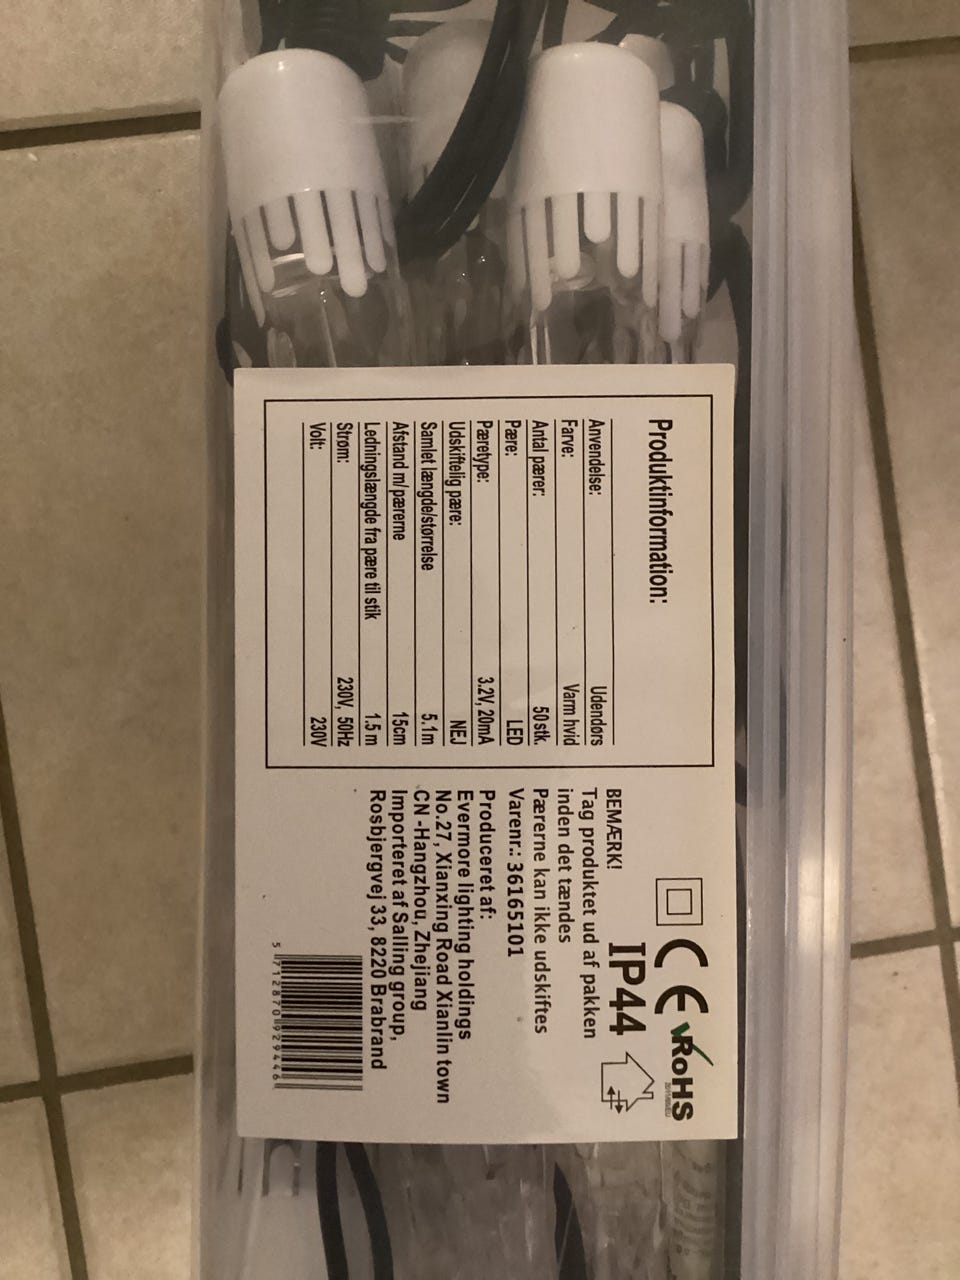 Produktinformation:
Anvendelse: Udendørs
Farve: Varm hvid
Antal pærer: 50 stk.
Pære: LED
Pæretype: 3.2V, 20mA
Udskiftelig pære: NEJ
Samlet længde/størrelse 5.1m
Afstand m/pærerne 15cm
Ledningslængde fra pære til stik 1.5 m
Strøm: 230V, 50Hz
Volt: 230V
CE RoHS
IP44
BEMÆRK!
Tag produktet ud af pakken
inden det tændes
Pærerne kan ikke udskiftes
Varenr.: 36165101
Produceret af:
Evermore lighting holdings
No.27, Xianxing Road Xianlin town
CN -Hangzhou, Zhejiang
Importeret af Salling group,
Rosbjergvej 33, 8220 Brabrand
5 712870 929446